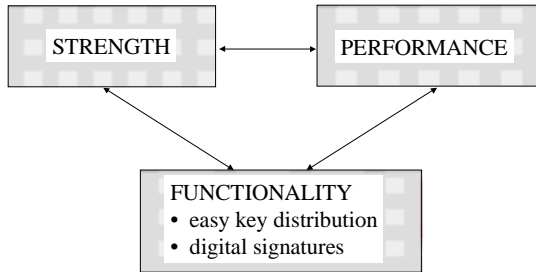 STRENGTH
PERFORMANCE
FUNCTIONALITY
• easy key distribution
• digital signatures